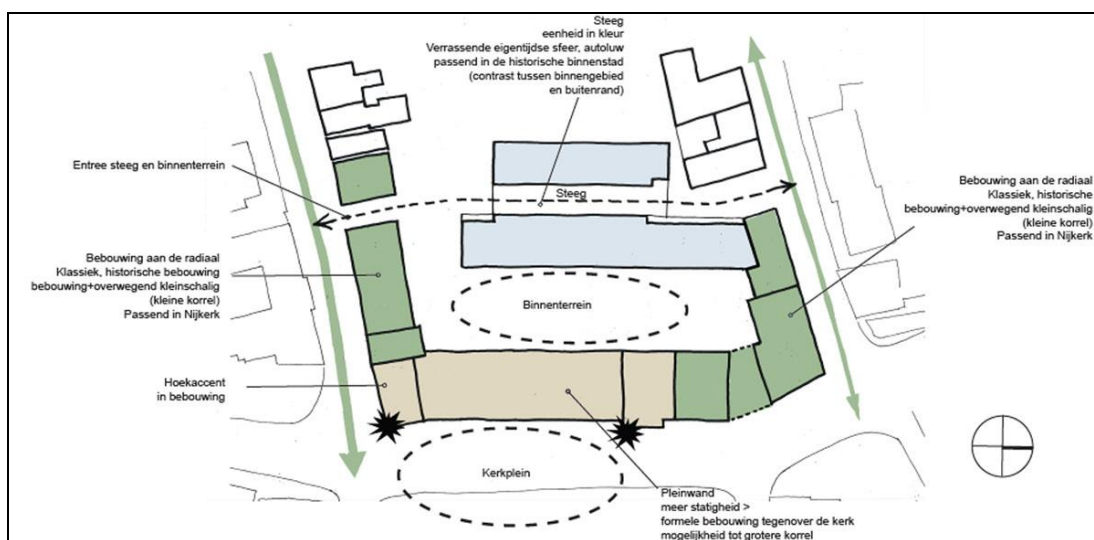 Steeg
eenheid in kleur
Verrassende eigentijdse sfeer, autoluw
passend in de historische binnenstad
(contrast tussen binnengebied
en buitenrand)
Entree steeg en binnenterrein
Steeg
Bebouwing aan de radiaal
Klassiek, historische
bebouwing+overwegend kleinschalig
(kleine korrel)
Passend in Nijkerk
Bebouwing aan de radiaal
Klassiek, historische bebouwing
bebouwing+overwegend kleinschalig
(kleine korrel)
Passend in Nijkerk
Binnenterrein
Hoekaccent
in bebouwing
Kerkplein
Pleinwand
meer statigheid >
formele bebouwing tegenover de kerk
mogelijkheid tot grotere korrel